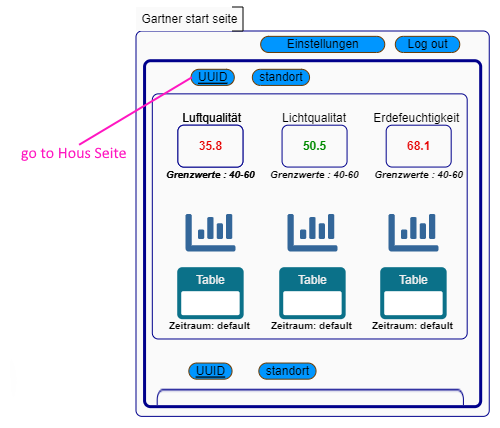 Gartner start seite
Einstellungen Log out
UUID standort
Luftqualität Lichtqualitat Erdefeuchtigkeit
35.8 50.5 68.1
go to Hous Seite
Grenzwerte : 40-60 Grenzwerte : 40-60 Grenzwerte : 40-60
Table Table Table
Zeitraum: default Zeitraum: default Zeitraum: default
UUID standort